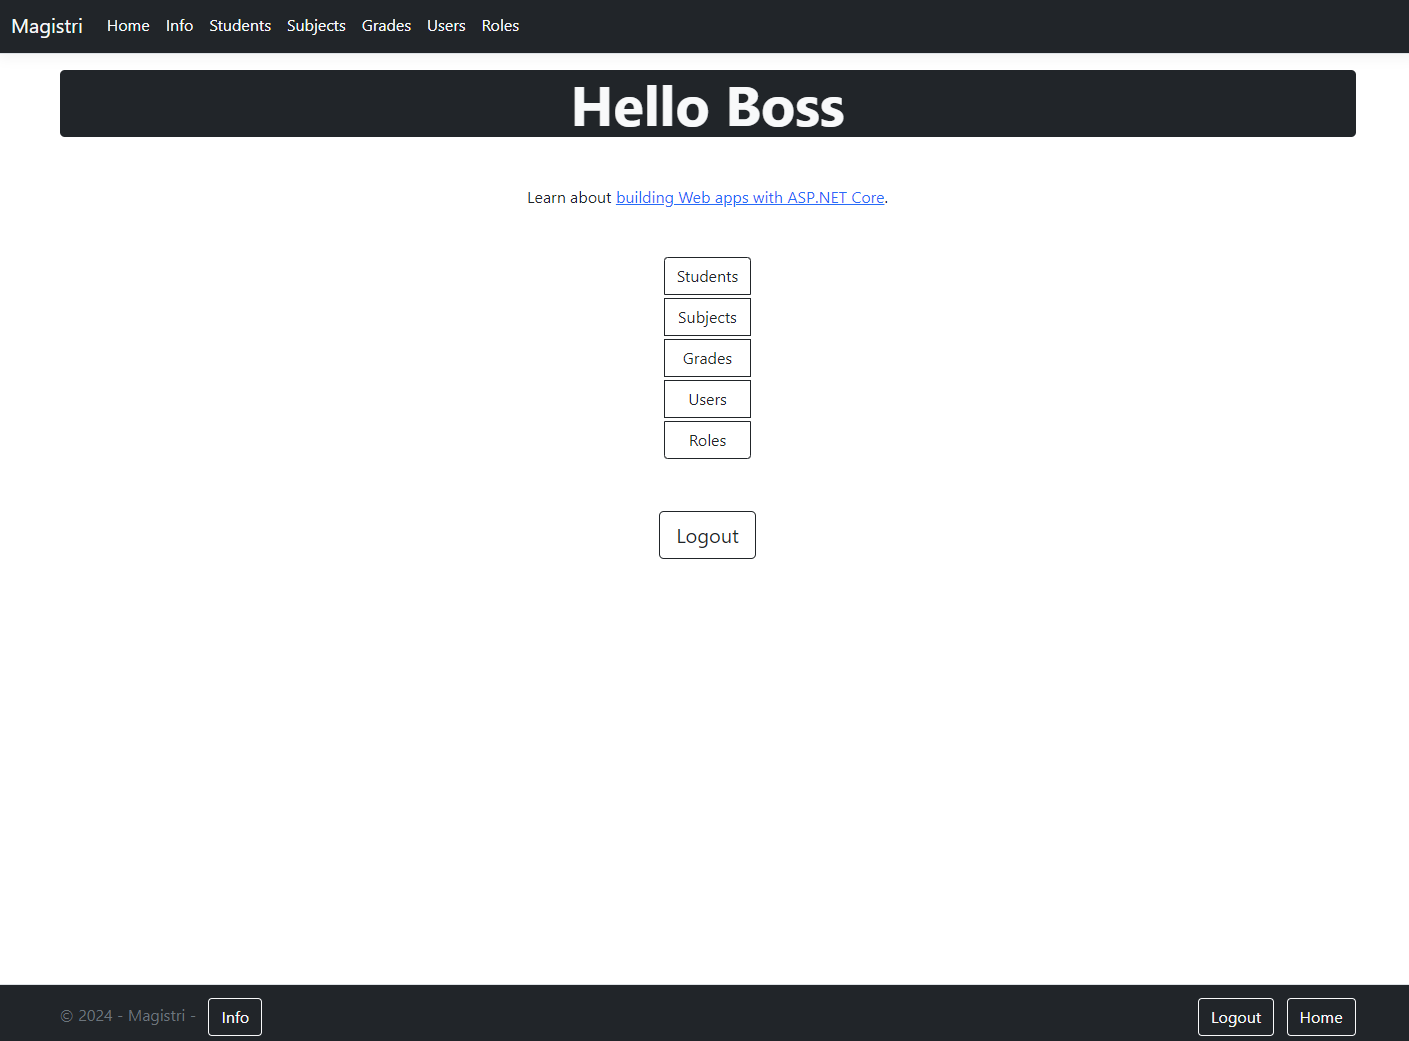 Magistri Home Info Students Subjects Grades Users Roles
Hello Boss
Learn about building Web apps with ASP.NET Core.
Students
Subjects
Grades
Users
Roles
Logout
© 2024 - Magistri - Info Logout Home